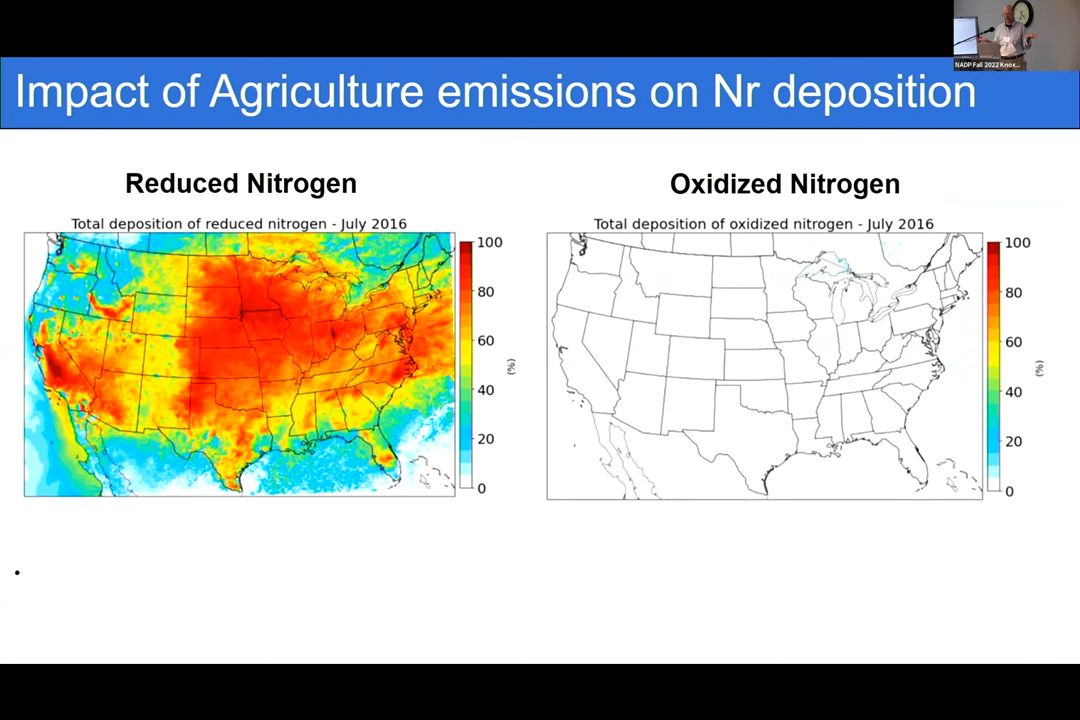 NADP Fall 2022 Knox...
Impact of Agriculture emissions on Nr deposition
Reduced Nitrogen
Oxidized Nitrogen
Total deposition of reduced nitrogen - July 2016
Total deposition of oxidized nitrogen - July 2016
100
80
60
40
20
0
(%)
100
80
60
40
20
0
(%)